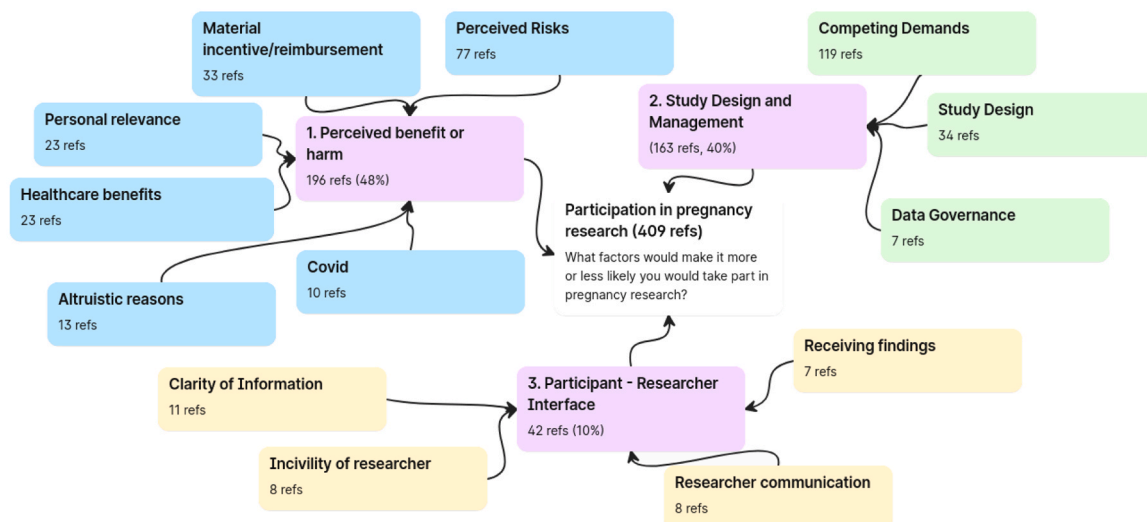 Material
incentive/reimbursement
33 refs
Perceived Risks
77 refs
Competing Demands
119 refs
Personal relevance
23 refs
1. Perceived benefit or
harm
196 refs (48%)
2. Study Design and
Management
(163 refs, 40%)
Study Design
34 refs
Healthcare benefits
23 refs
Participation in pregnancy
research (409 refs)
What factors would make it more
or less likely you would take part in
pregnancy research?
Data Governance
7 refs
Altruistic reasons
13 refs
Covid
10 refs
Clarity of Information
11 refs
3. Participant - Researcher
Interface
42 refs (10%)
Receiving findings
7 refs
Incivility of researcher
8 refs
Researcher communication
8 refs